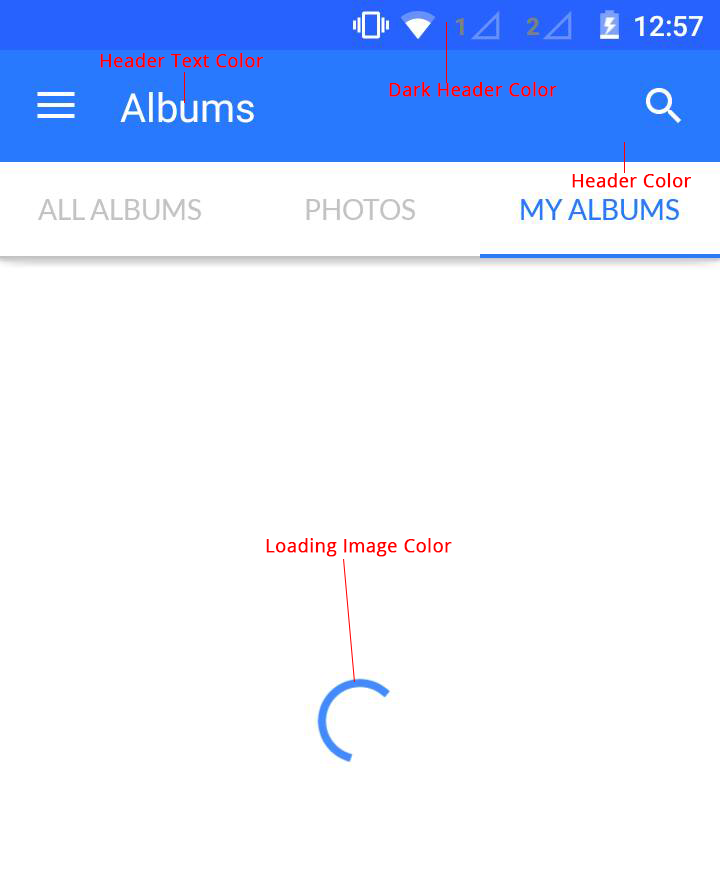 1 2 12:57
Header Text Color
Dark Header Color
Albums
Header Color
ALL ALBUMS PHOTOS MY ALBUMS
Loading Image Color